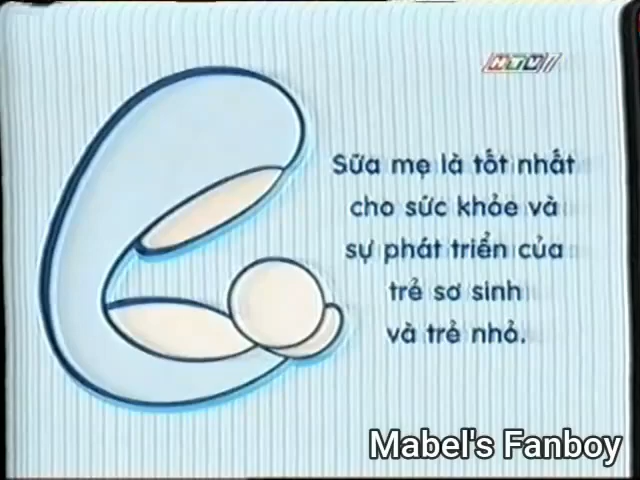 HTV7
Sữa mẹ là tốt nhất
cho sức khỏe và
sự phát triển của
trẻ sơ sinh
và trẻ nhỏ.
Mabel's Fanboy